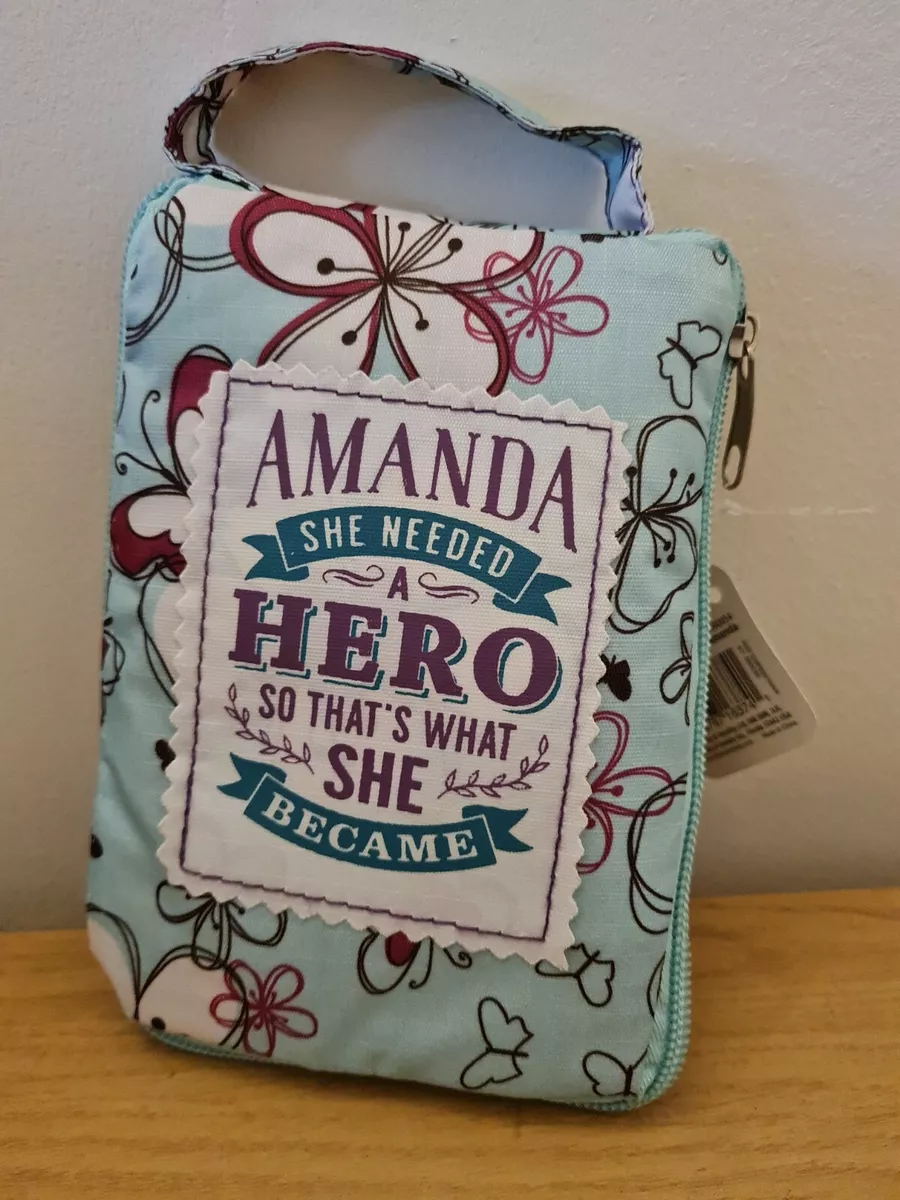 AMANDA
SHE NEEDED
A
HERO
SO THAT'S WHAT
SHE
BECAME